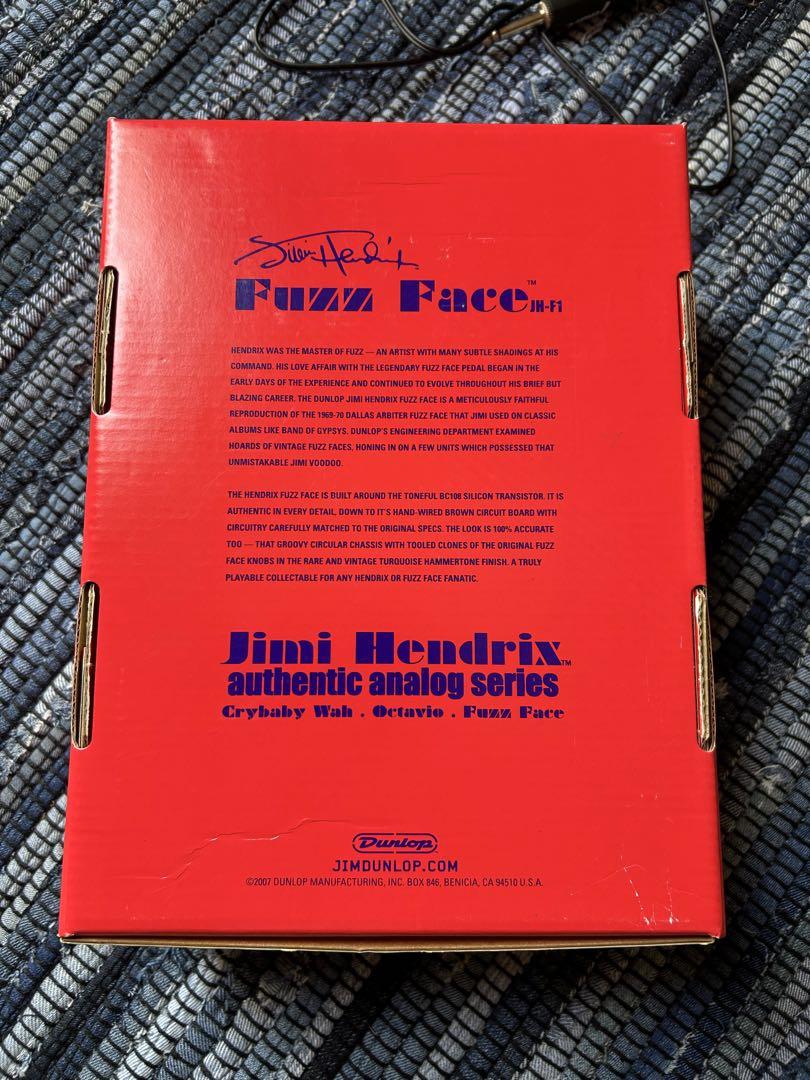 Jimi Hendrix
Fuzz Face™ JH-F1
HENDRIX WAS THE MASTER OF FUZZ — AN ARTIST WITH MANY SUBTLE SHADINGS AT HIS
COMMAND. HIS LOVE AFFAIR WITH THE LEGENDARY FUZZ FACE PEDAL BEGAN IN THE
EARLY DAYS OF THE EXPERIENCE AND CONTINUED TO EVOLVE THROUGHOUT HIS BRIEF BUT
BLAZING CAREER. THE DUNLOP JIMI HENDRIX FUZZ FACE IS A METICULOUSLY FAITHFUL
REPRODUCTION OF THE 1969-70 DALLAS ARBITER FUZZ FACE THAT JIMI USED ON CLASSIC
ALBUMS LIKE BAND OF GYPSYS. DUNLOP'S ENGINEERING DEPARTMENT EXAMINED
HOARDS OF VINTAGE FUZZ FACES, HONING IN ON A FEW UNITS WHICH POSSESSED THAT
UNMISTAKABLE JIMI VOODOO.
THE HENDRIX FUZZ FACE IS BUILT AROUND THE TONEFUL BC108 SILICON TRANSISTOR. IT IS
AUTHENTIC IN EVERY DETAIL, DOWN TO IT'S HAND-WIRED BROWN CIRCUIT BOARD WITH
CIRCUITRY CAREFULLY MATCHED TO THE ORIGINAL SPECS. THE LOOK IS 100% ACCURATE
TOO — THAT GROOVY CIRCULAR CHASSIS WITH TOOLED CLONES OF THE ORIGINAL FUZZ
FACE KNOBS IN THE RARE AND VINTAGE TURQUOISE HAMMERTONE FINISH. A TRULY
PLAYABLE COLLECTABLE FOR ANY HENDRIX OR FUZZ FACE FANATIC.
Jimi Hendrix™
authentic analog series
Crybaby Wah . Octavio . Fuzz Face
Dunlop
JIMDUNLOP.COM
©2007 DUNLOP MANUFACTURING, INC. BOX 846, BENICIA, CA 94510 U.S.A.